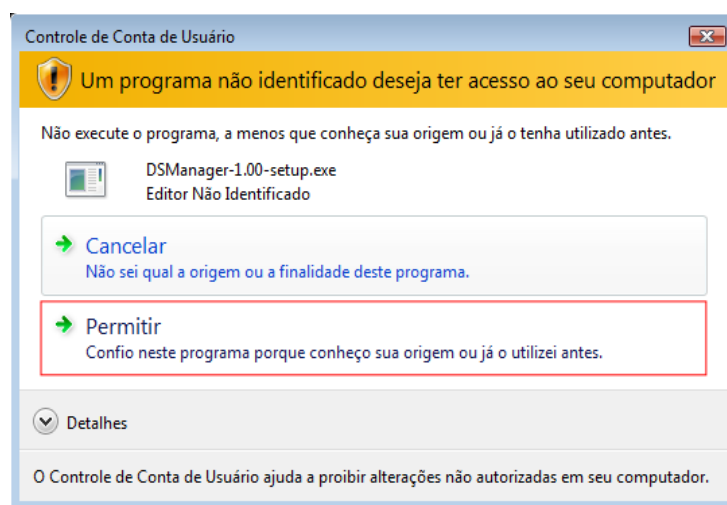 Controle de Conta de Usuário
Um programa não identificado deseja ter acesso ao seu computador
Não execute o programa, a menos que conheça sua origem ou já o tenha utilizado antes.
DSManager-1.00-setup.exe
Editor Não Identificado
Cancelar
Não sei qual a origem ou a finalidade deste programa.
Permitir
Confio neste programa porque conheço sua origem ou já o utilizei antes.
Detalhes
O Controle de Conta de Usuário ajuda a proibir alterações não autorizadas em seu computador.